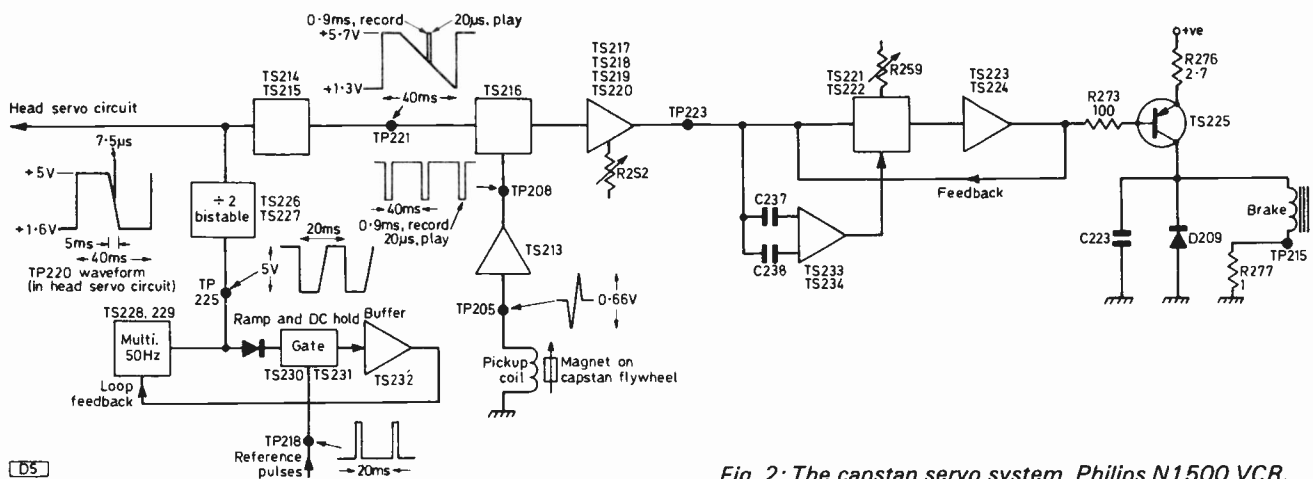 0·9ms, record
20µs, play
+5·7V
+1·3V
40ms
TS214
TS215
TP221
TS216
TS217
TS218
TS219
TS220
R2S2
TP223
R259
TS221
TS222
TS223
TS224
Feedback
R273
100
+ve
R276
2·7
TS225
Head servo circuit
7·5µs
+5V
+1·6V
5ms
40ms
TP220 waveform
(in head servo circuit)
÷ 2
bistable
TS226
TS227
TP
225
5V
20ms
40ms
0·9ms, record
20µs, play
TP208
TS213
TP205
0·66V
Pickup
coil
Magnet on
capstan flywheel
C237
C238
TS233
TS234
C223
D209
Brake
TP215
R277
1
TS228, 229
Multi.
50Hz
Loop
feedback
Ramp and DC hold
Buffer
Gate
TS230
TS231
TS232
TP218
Reference
pulses
20ms
D5
Fig. 2: The capstan servo system, Philips N1500 VCR.